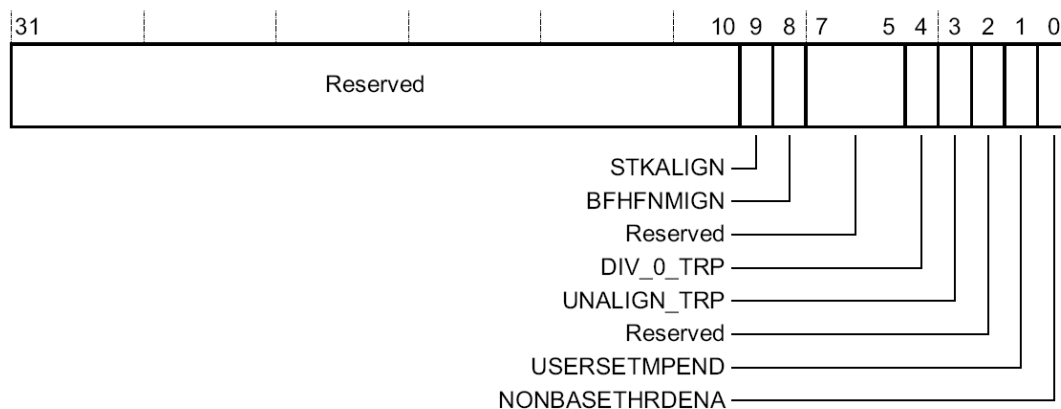 31 10 9 8 7 5 4 3 2 1 0
Reserved
STKALIGN
BFHFNMIGN
Reserved
DIV_0_TRP
UNALIGN_TRP
Reserved
USERSETMPEND
NONBASETHRDENA